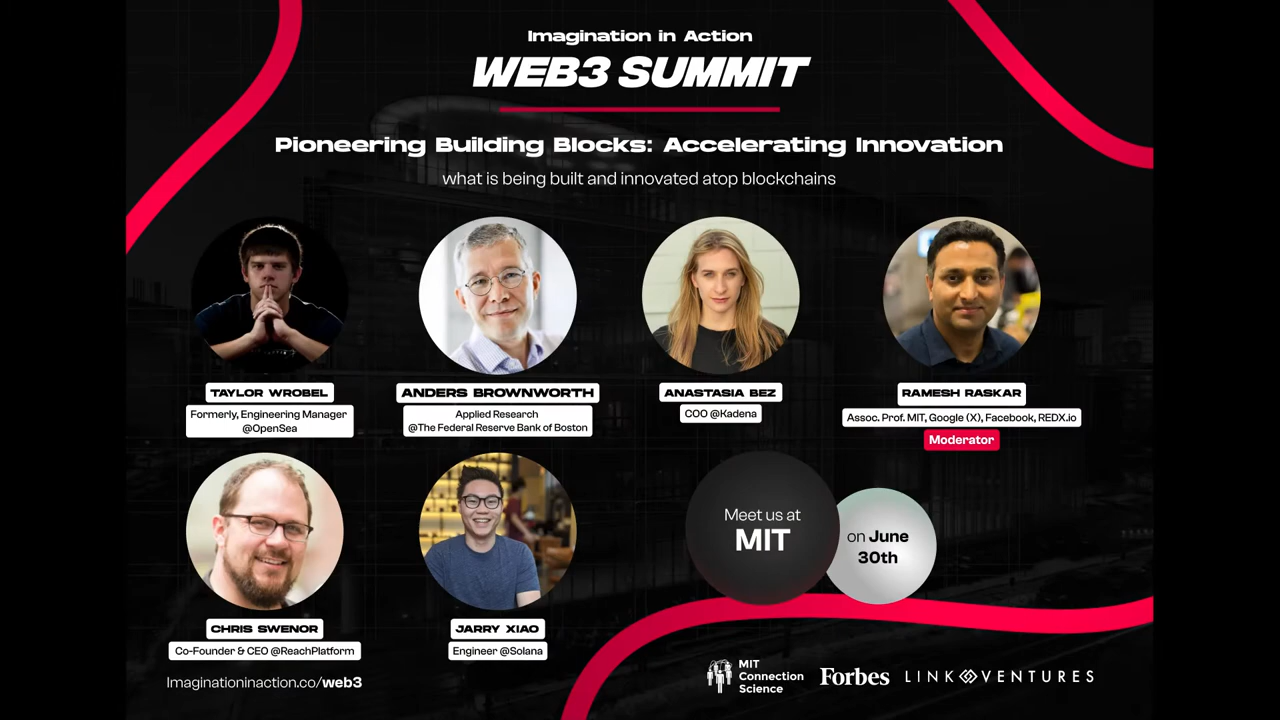 Imagination in Action
WEB3 SUMMIT
Pioneering Building Blocks: Accelerating Innovation
what is being built and innovated atop blockchains
TAYLOR WROBEL
Formerly, Engineering Manager
@OpenSea
ANDERS BROWNWORTH
Applied Research
@The Federal Reserve Bank of Boston
ANASTASIA BEZ
COO @Kadena
RAMESH RASKAR
Assoc. Prof. MIT, Google (X), Facebook, REDX.io
Moderator
CHRIS SWENOR
Co-Founder & CEO @ReachPlatform
JARRY XIAO
Engineer @Solana
Meet us at
MIT
on June
30th
Imaginationinaction.co/web3
MIT
Connection
Science
Forbes
LINK VENTURES